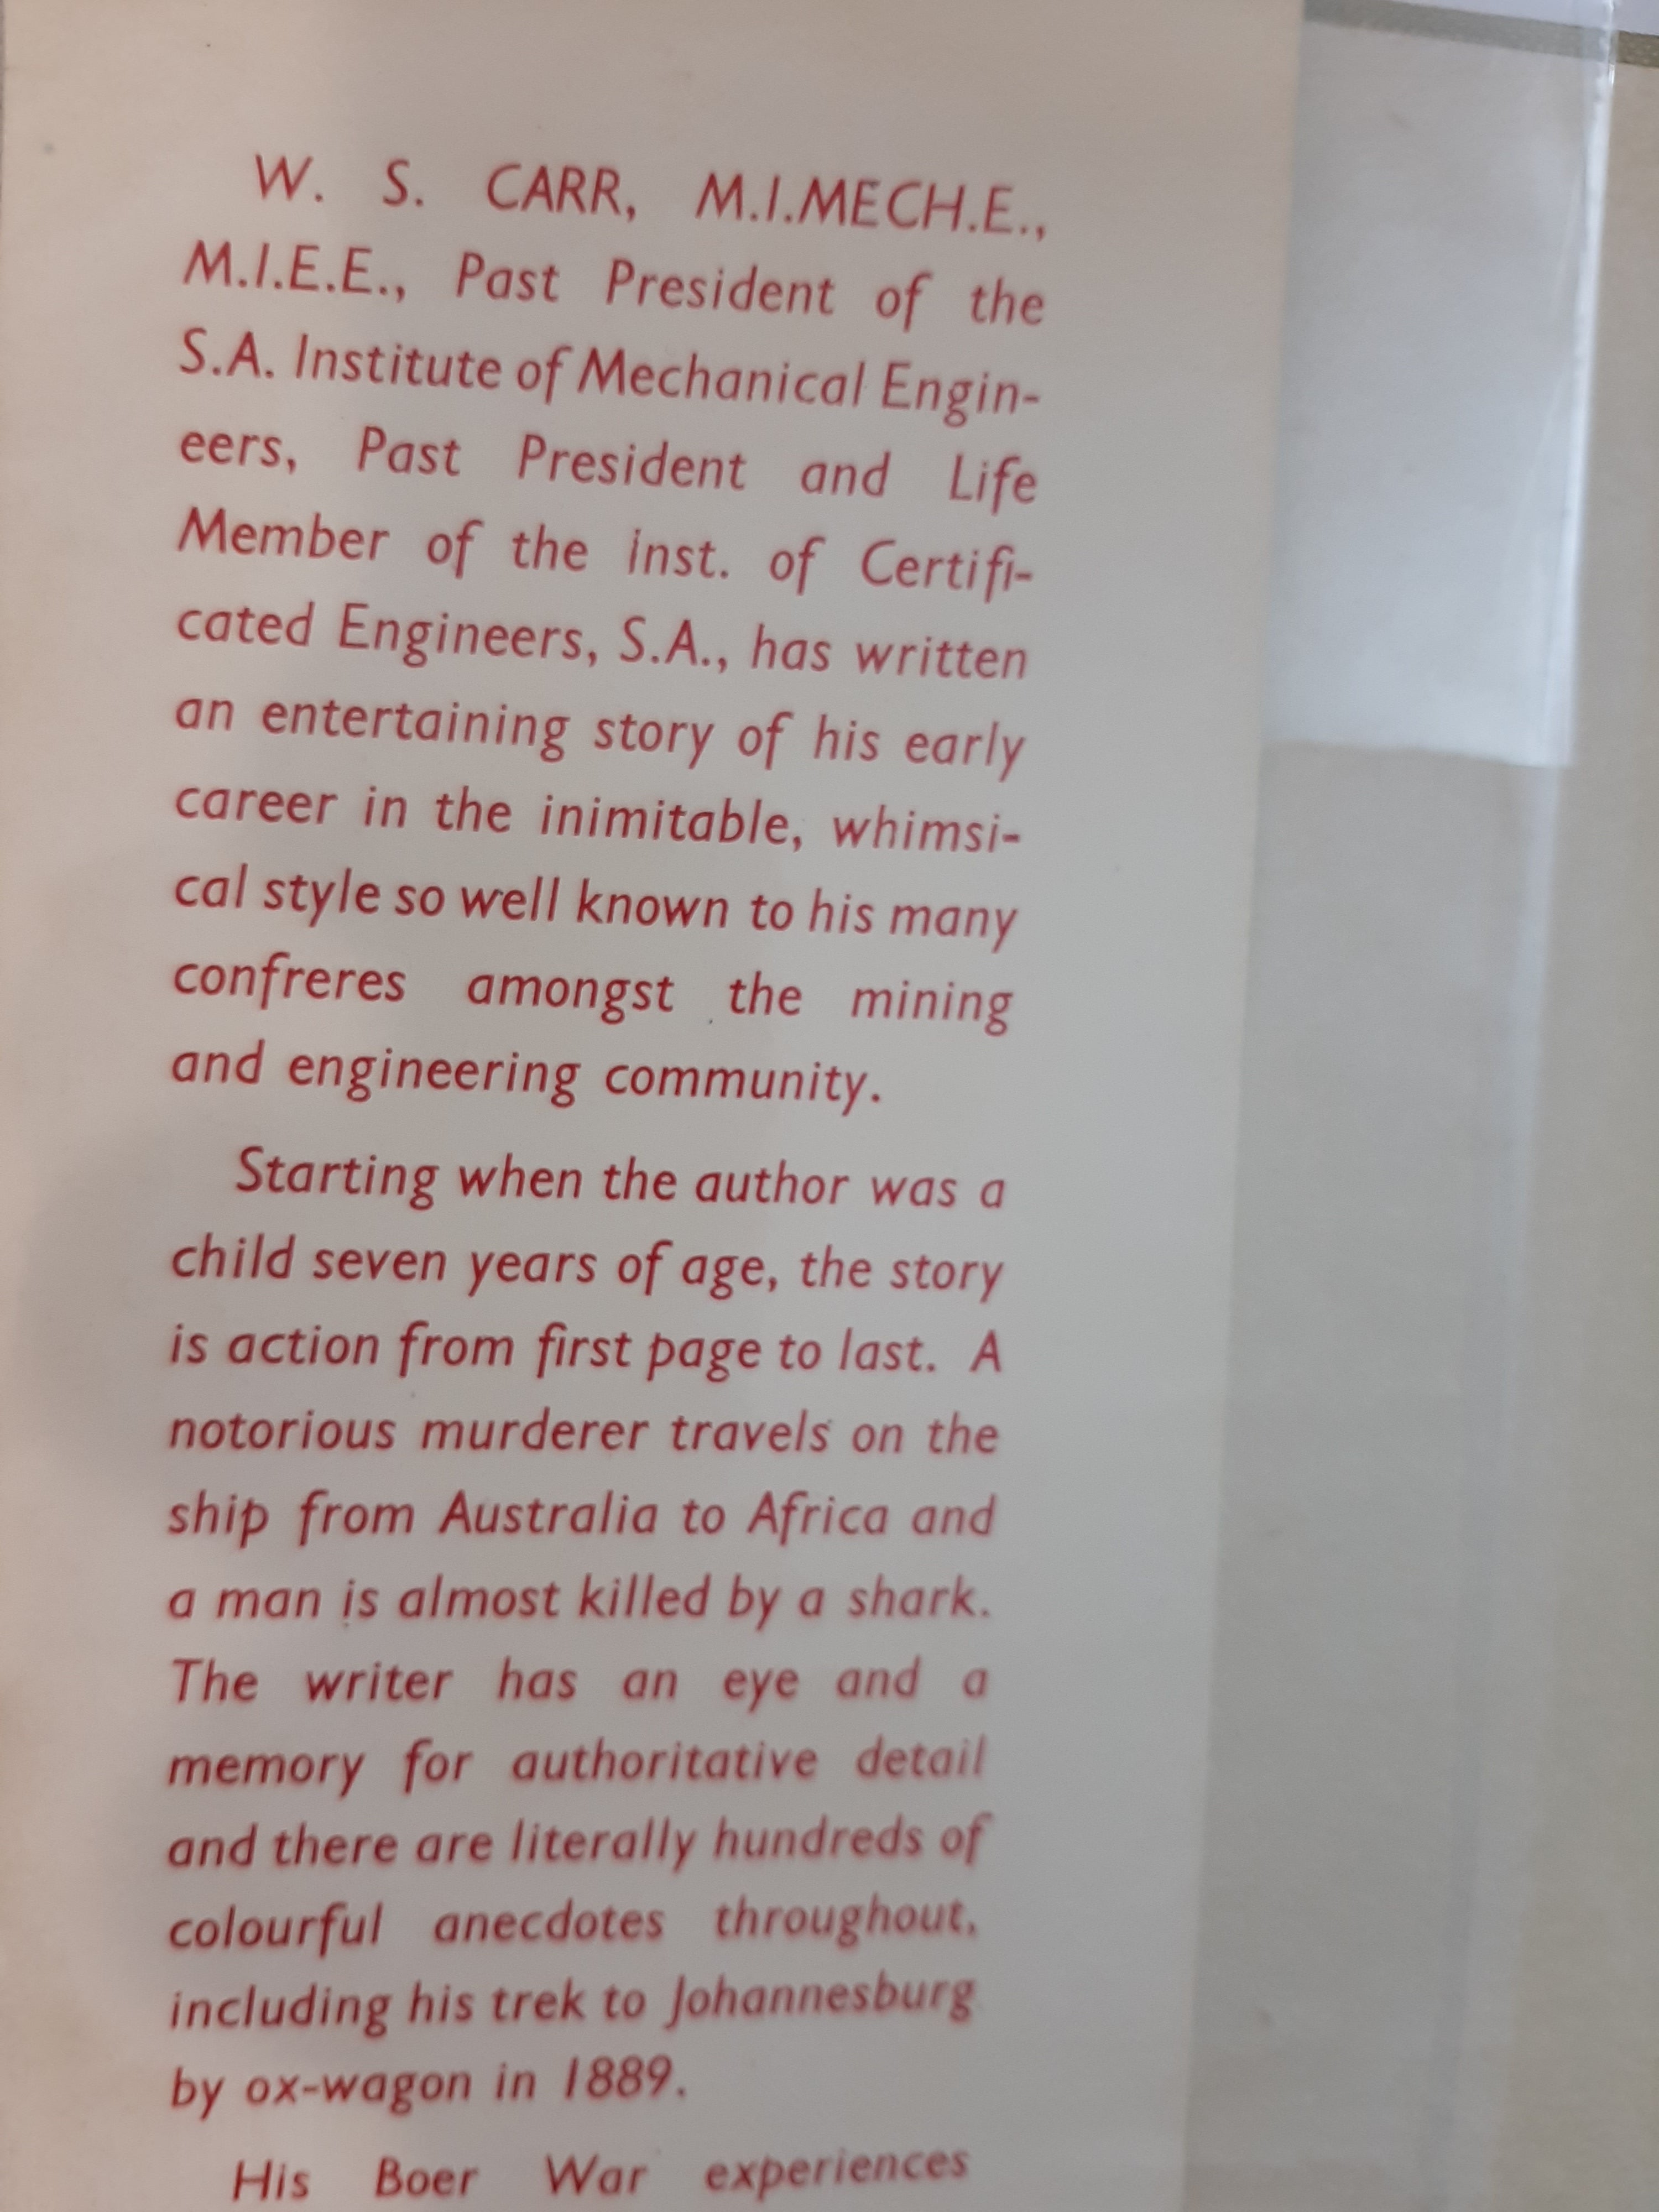 W. S. CARR, M.I.MECH.E.,
M.I.E.E., Past President of the
S.A. Institute of Mechanical Engin-
eers, Past President and Life
Member of the inst. of Certifi-
cated Engineers, S.A., has written
an entertaining story of his early
career in the inimitable, whimsi-
cal style so well known to his many
confreres amongst the mining
and engineering community.
Starting when the author was a
child seven years of age, the story
is action from first page to last. A
notorious murderer travels on the
ship from Australia to Africa and
a man is almost killed by a shark.
The writer has an eye and a
memory for authoritative detail
and there are literally hundreds of
colourful anecdotes throughout,
including his trek to Johannesburg
by ox-wagon in 1889.
His Boer War experiences